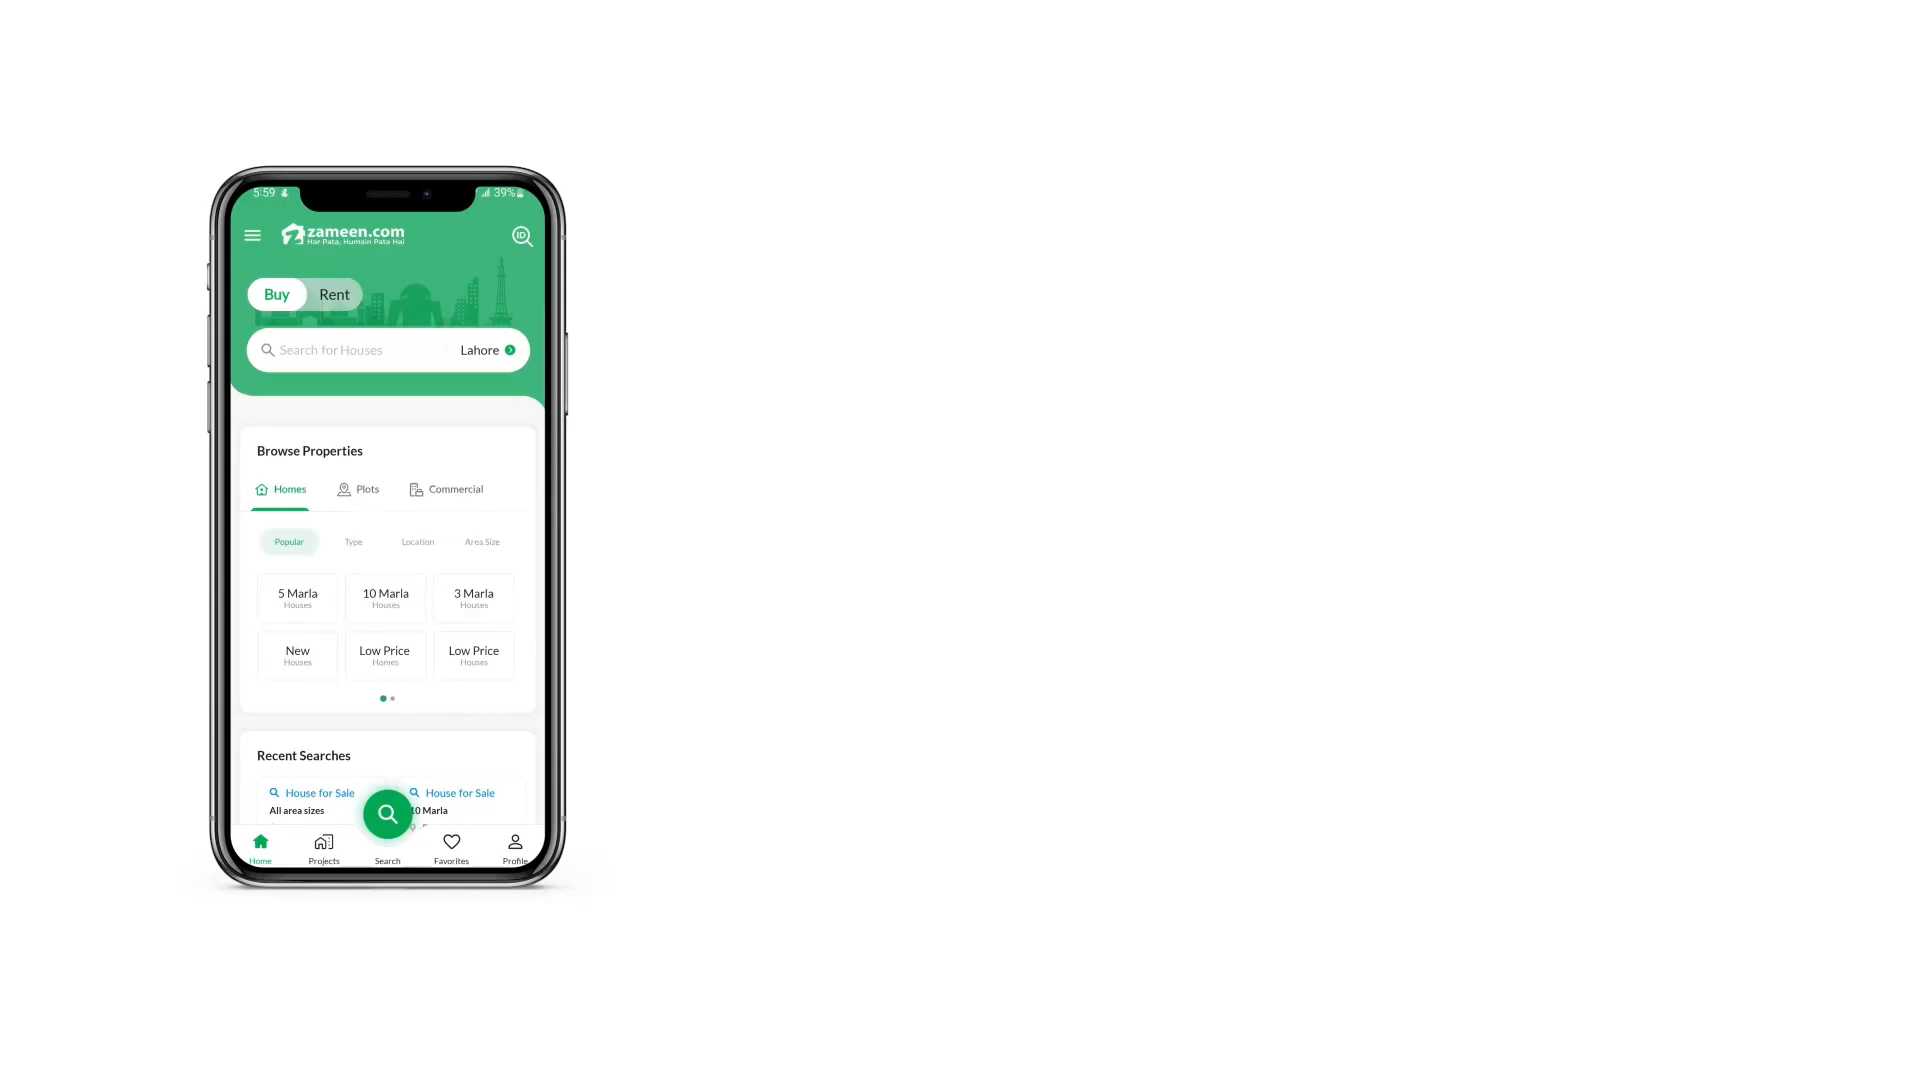 5:59
39%
zameen.com
Har Pata, Humain Pata Hai
ID
Buy Rent
Search for Houses Lahore
Browse Properties
Homes Plots Commercial
Popular Type Location Area Size
5 Marla 10 Marla 3 Marla
Houses Houses Houses
New Low Price Low Price
Houses Homes Houses
Recent Searches
House for Sale House for Sale
All area sizes 10 Marla
Home Projects Search Favorites Profile